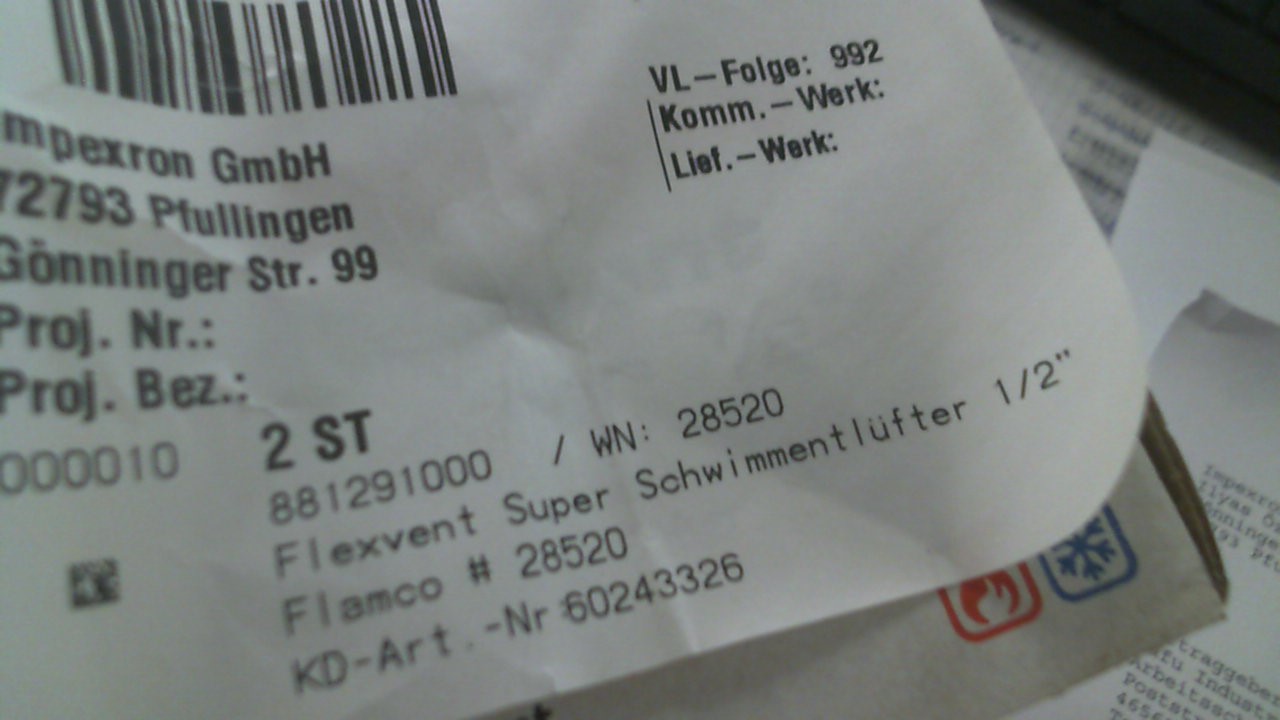 VL-Folge: 992
Komm.-Werk:
Lief.-Werk:
mpexron GmbH
72793 Pfullingen
Gönninger Str. 99
Proj. Nr.:
Proj. Bez.:
000010 2 ST
881291000 / WN: 28520
Flexvent Super Schwimmentlüfter 1/2"
Flamco # 28520
KD-Art.-Nr 60243326